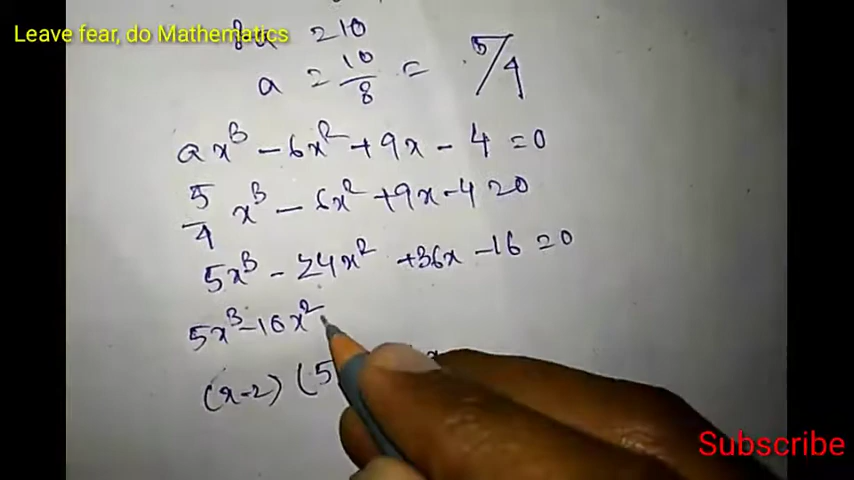 Leave fear, do Mathematics
8a = 10
a = 10/8 = 5/4
ax³ - 6x² + 9x - 4 = 0
5/4 x³ - 6x² + 9x - 4 = 0
5x³ - 24x² + 36x - 16 = 0
5x³ - 10x²
(x-2) (5
Subscribe